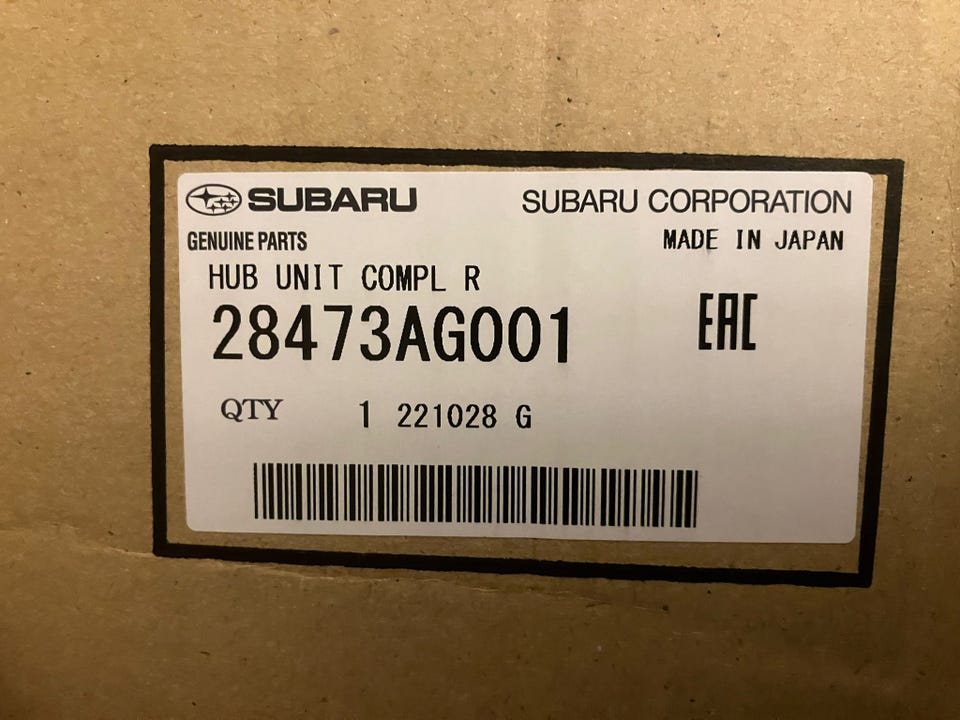 SUBARU SUBARU CORPORATION
GENUINE PARTS MADE IN JAPAN
HUB UNIT COMPL R
28473AG001 EAC
QTY 1 221028 G